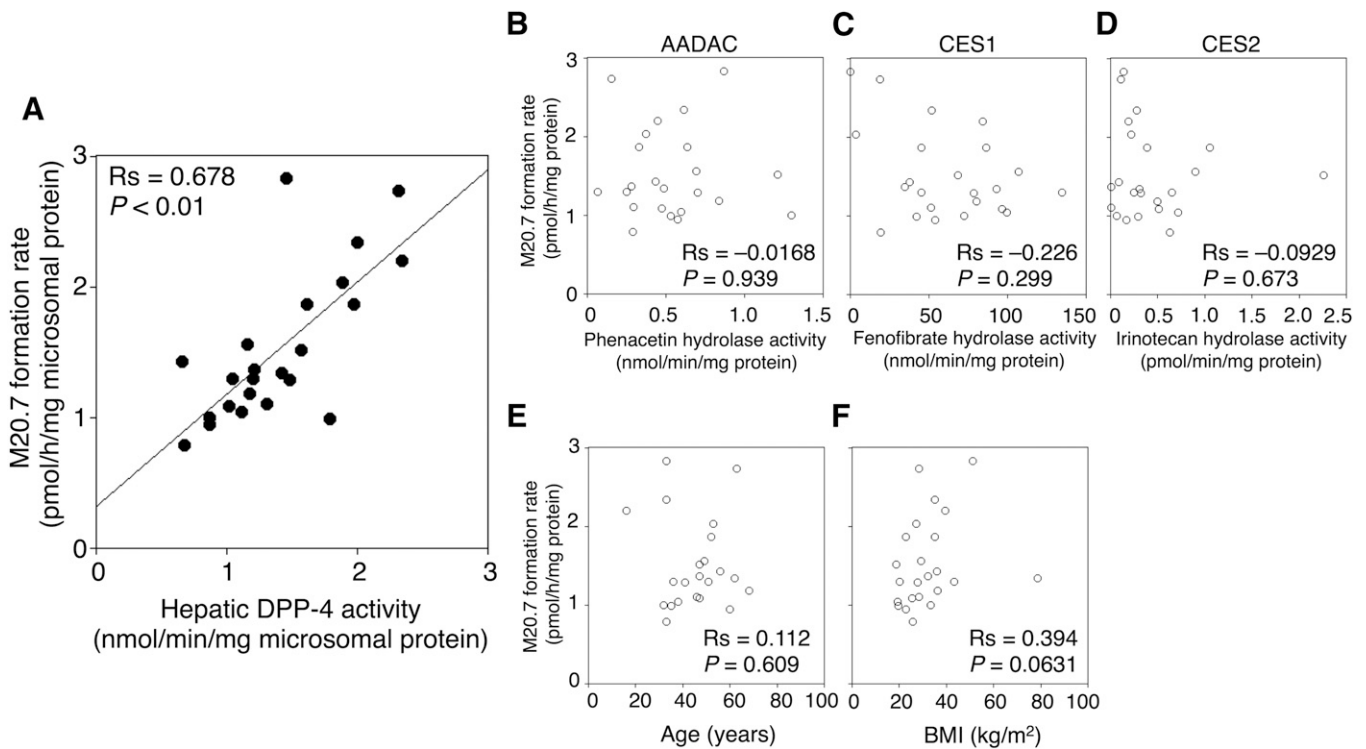 A
Rs = 0.678
P < 0.01
3
2
1
0
0 1 2 3
M20.7 formation rate
(pmol/h/mg microsomal protein)
Hepatic DPP-4 activity
(nmol/min/mg microsomal protein)
B
AADAC
3
2
1
0
M20.7 formation rate
(pmol/h/mg protein)
Rs = −0.0168
P = 0.939
0 0.5 1.0 1.5
Phenacetin hydrolase activity
(nmol/min/mg protein)
C
CES1
Rs = −0.226
P = 0.299
0 50 100 150
Fenofibrate hydrolase activity
(nmol/min/mg protein)
D
CES2
Rs = −0.0929
P = 0.673
0 0.5 1.0 1.5 2.0 2.5
Irinotecan hydrolase activity
(pmol/min/mg protein)
E
3
2
1
0
M20.7 formation rate
(pmol/h/mg protein)
Rs = 0.112
P = 0.609
0 20 40 60 80 100
Age (years)
F
Rs = 0.394
P = 0.0631
0 20 40 60 80 100
BMI (kg/m²)